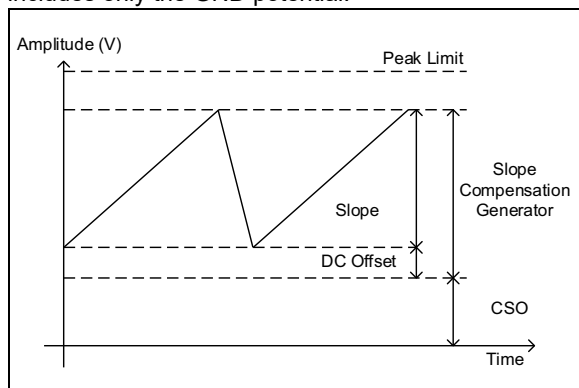 includes only the GND potential.
Amplitude (V)
Peak Limit
Slope
Compensation
Generator
Slope
DC Offset
CSO
Time